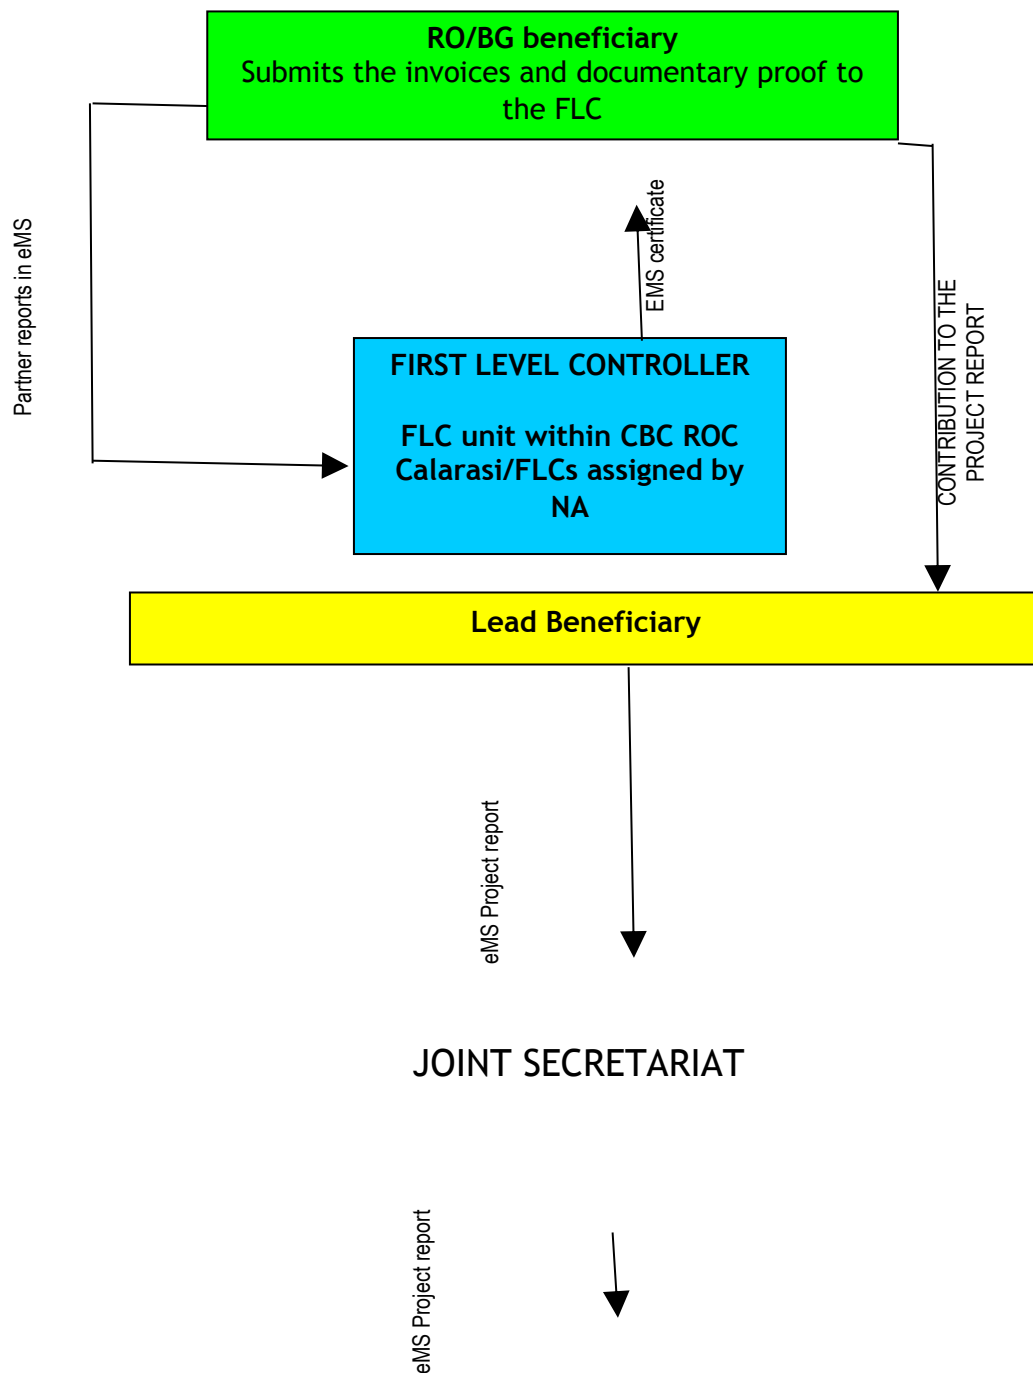 RO/BG beneficiary
Submits the invoices and documentary proof to
the FLC
Partner reports in eMS
EMS certificate
CONTRIBUTION TO THE
PROJECT REPORT
FIRST LEVEL CONTROLLER
FLC unit within CBC ROC
Calarasi/FLCs assigned by
NA
Lead Beneficiary
eMS Project report
JOINT SECRETARIAT
eMS Project report